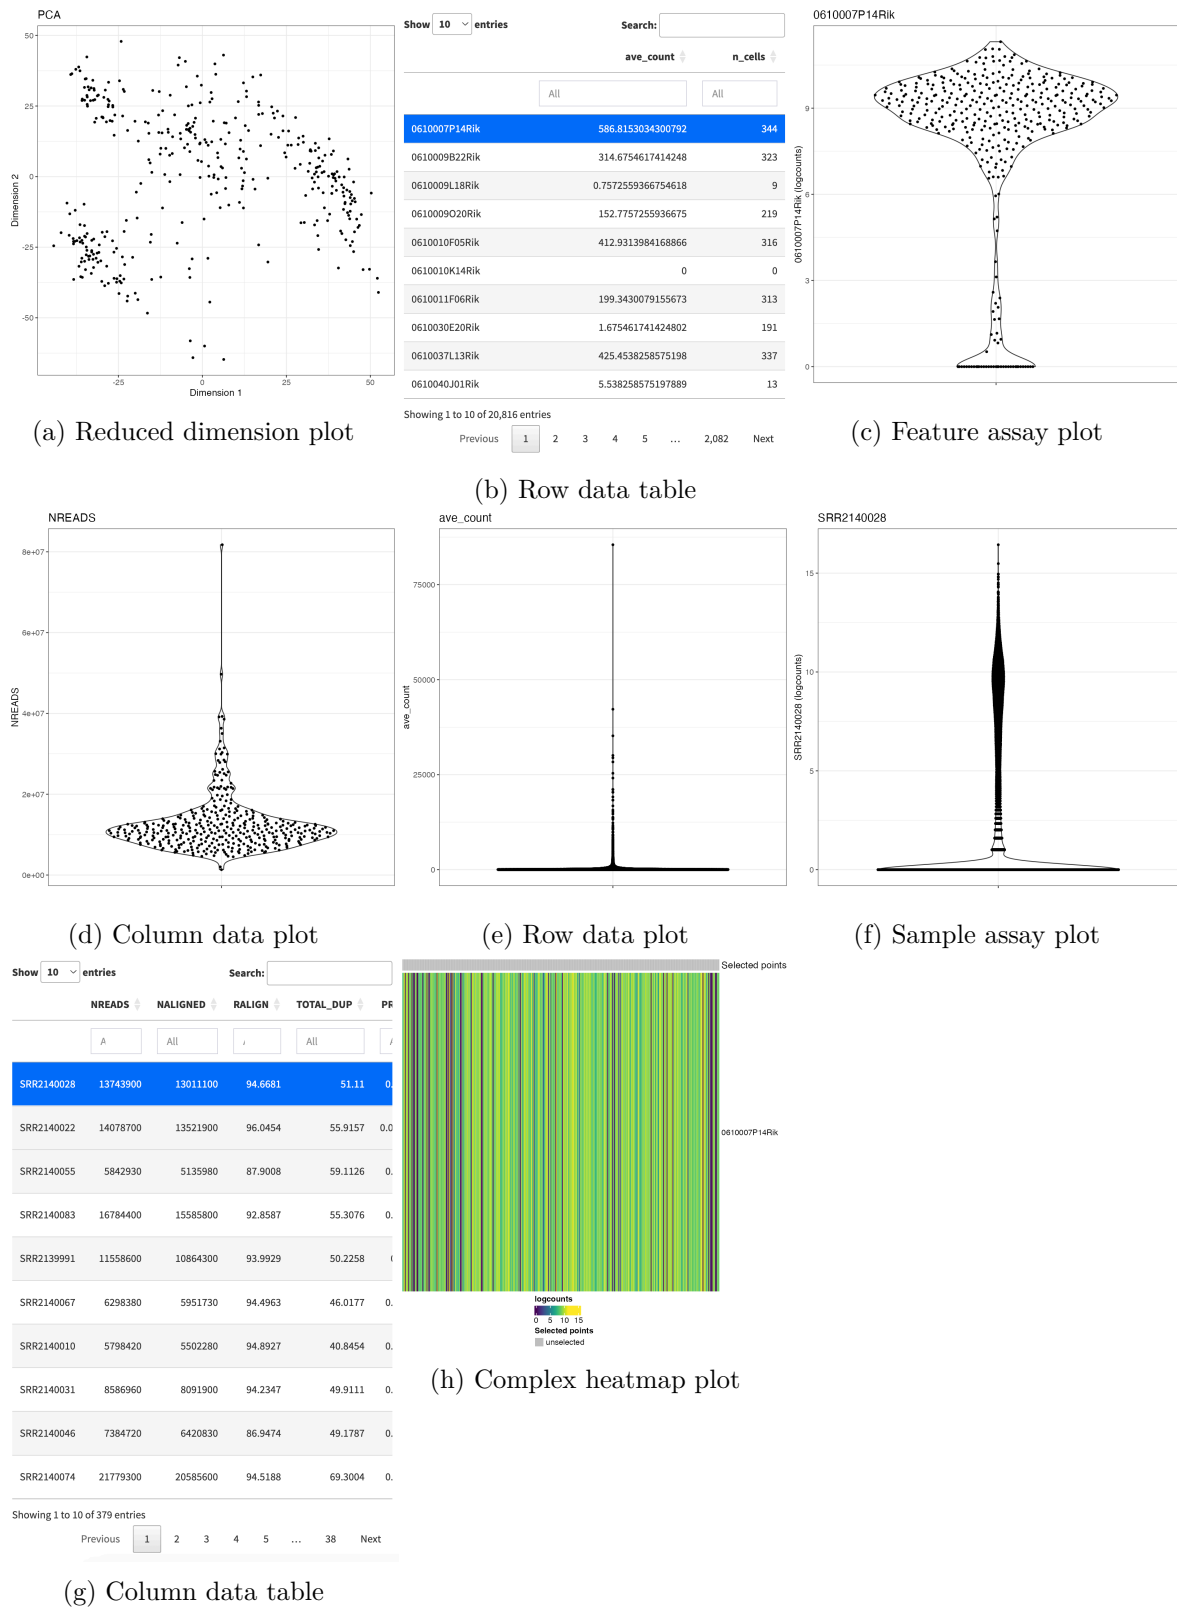 PCA
50
25
0
-25
-50
Dimension 2
-25 0 25 50
Dimension 1
(a) Reduced dimension plot
Show 10 entries Search:
ave_count n_cells
All All
0610007P14Rik 586.8153034300792 344
0610009B22Rik 314.6754617414248 323
0610009L18Rik 0.7572559366754618 9
0610009O20Rik 152.7757255936675 219
0610010F05Rik 412.9313984168866 316
0610010K14Rik 0 0
0610011F06Rik 199.3430079155673 313
0610030E20Rik 1.675461741424802 191
0610037L13Rik 425.4538258575198 337
0610040J01Rik 5.538258575197889 13
Showing 1 to 10 of 20,816 entries
Previous 1 2 3 4 5 ... 2,082 Next
(b) Row data table
0610007P14Rik
9
6
3
0
0610007P14Rik (logcounts)
(c) Feature assay plot
NREADS
8e+07
6e+07
4e+07
2e+07
0e+00
NREADS
(d) Column data plot
ave_count
75000
50000
25000
0
ave_count
(e) Row data plot
SRR2140028
15
10
5
0
SRR2140028 (logcounts)
(f) Sample assay plot
Show 10 entries Search:
NREADS NALIGNED RALIGN TOTAL_DUP PR
A All All
SRR2140028 13743900 13011100 94.6681 51.11 0.
SRR2140022 14078700 13521900 96.0454 55.9157 0.0
SRR2140055 5842930 5135980 87.9008 59.1126 0.
SRR2140083 16784400 15585800 92.8587 55.3076 0.
SRR2139991 11558600 10864300 93.9929 50.2258
SRR2140067 6298380 5951730 94.4963 46.0177 0.
SRR2140010 5798420 5502280 94.8927 40.8454 0.
SRR2140031 8586960 8091900 94.2347 49.9111 0.
SRR2140046 7384720 6420830 86.9474 49.1787 0.
SRR2140074 21779300 20585600 94.5188 69.3004 0.
Showing 1 to 10 of 379 entries
Previous 1 2 3 4 5 ... 38 Next
(g) Column data table
Selected points
0610007P14Rik
logcounts
0 5 10 15
Selected points
unselected
(h) Complex heatmap plot